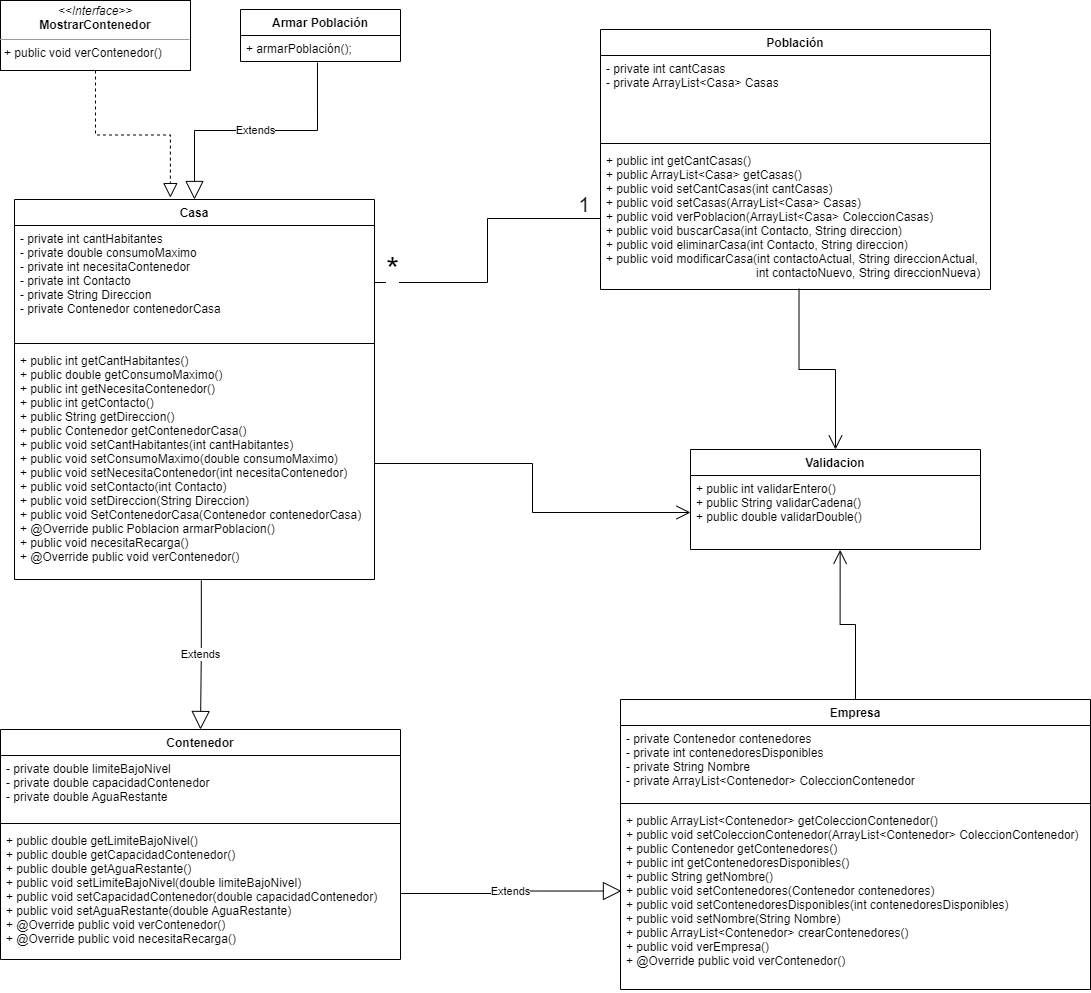 <<Interface>>
MostrarContenedor
+ public void verContenedor()
Armar Población
+ armarPoblación();
Extends
Población
- private int cantCasas
- private ArrayList<Casa> Casas
+ public int getCantCasas()
+ public ArrayList<Casa> getCasas()
+ public void setCantCasas(int cantCasas)
+ public void setCasas(ArrayList<Casa> Casas)
+ public void verPoblacion(ArrayList<Casa> ColeccionCasas)
+ public void buscarCasa(int Contacto, String direccion)
+ public void eliminarCasa(int Contacto, String direccion)
+ public void modificarCasa(int contactoActual, String direccionActual,
int contactoNuevo, String direccionNueva)
1
*
Casa
- private int cantHabitantes
- private double consumoMaximo
- private int necesitaContenedor
- private int Contacto
- private String Direccion
- private Contenedor contenedorCasa
+ public int getCantHabitantes()
+ public double getConsumoMaximo()
+ public int getNecesitaContenedor()
+ public int getContacto()
+ public String getDireccion()
+ public Contenedor getContenedorCasa()
+ public void setCantHabitantes(int cantHabitantes)
+ public void setConsumoMaximo(double consumoMaximo)
+ public void setNecesitaContenedor(int necesitaContenedor)
+ public void setContacto(int Contacto)
+ public void setDireccion(String Direccion)
+ public void SetContenedorCasa(Contenedor contenedorCasa)
+ @Override public Poblacion armarPoblacion()
+ public void necesitaRecarga()
+ @Override public void verContenedor()
Validacion
+ public int validarEntero()
+ public String validarCadena()
+ public double validarDouble()
Extends
Contenedor
- private double limiteBajoNivel
- private double capacidadContenedor
- private double AguaRestante
+ public double getLimiteBajoNivel()
+ public double getCapacidadContenedor()
+ public double getAguaRestante()
+ public void setLimiteBajoNivel(double limiteBajoNivel)
+ public void setCapacidadContenedor(double capacidadContenedor)
+ public void setAguaRestante(double AguaRestante)
+ @Override public void verContenedor()
+ @Override public void necesitaRecarga()
Extends
Empresa
- private Contenedor contenedores
- private int contenedoresDisponibles
- private String Nombre
- private ArrayList<Contenedor> ColeccionContenedor
+ public ArrayList<Contenedor> getColeccionContenedor()
+ public void setColeccionContenedor(ArrayList<Contenedor> ColeccionContenedor)
+ public Contenedor getContenedores()
+ public int getContenedoresDisponibles()
+ public String getNombre()
+ public void setContenedores(Contenedor contenedores)
+ public void setContenedoresDisponibles(int contenedoresDisponibles)
+ public void setNombre(String Nombre)
+ public ArrayList<Contenedor> crearContenedores()
+ public void verEmpresa()
+ @Override public void verContenedor()